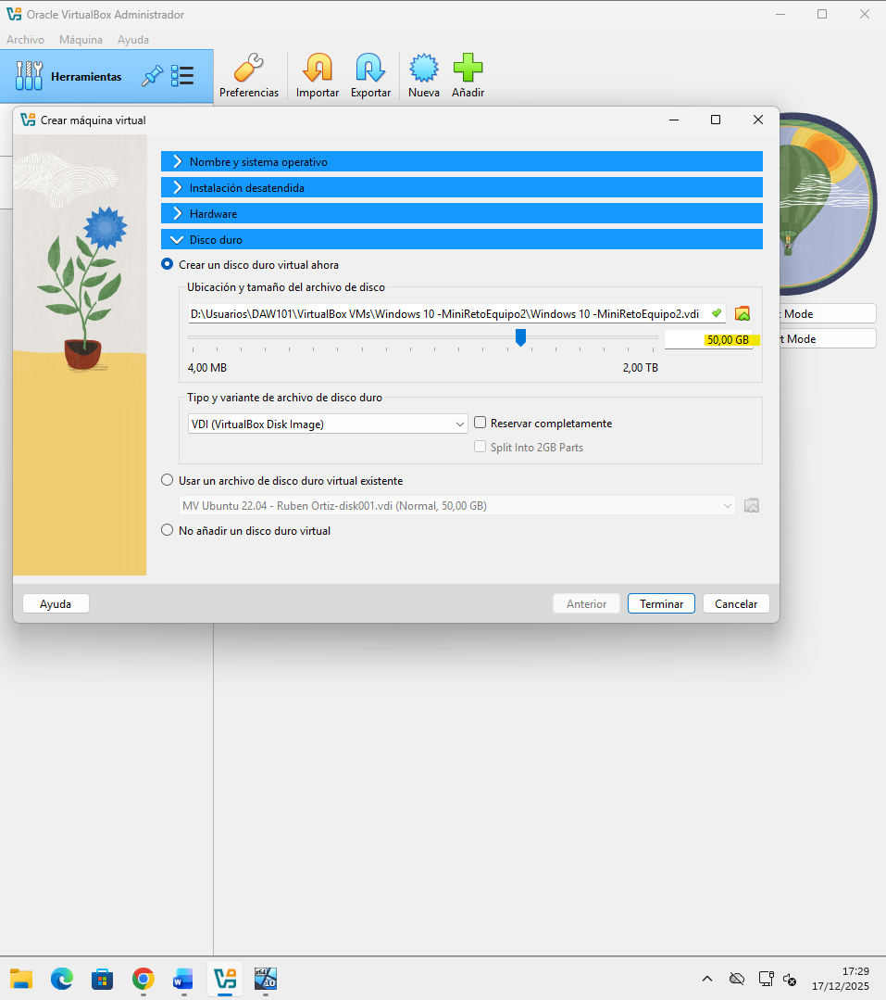 Oracle VirtualBox Administrador
Archivo Máquina Ayuda
Herramientas
Preferencias Importar Exportar Nueva Añadir
Crear máquina virtual
Nombre y sistema operativo
Instalación desatendida
Hardware
Disco duro
Crear un disco duro virtual ahora
Ubicación y tamaño del archivo de disco
D:\Usuarios\DAW101\VirtualBox VMs\Windows 10 -MiniRetoEquipo2\Windows 10 -MiniRetoEquipo2.vdi
Mode
50,00 GB
t Mode
4,00 MB 2,00 TB
Tipo y variante de archivo de disco duro
VDI (VirtualBox Disk Image)
Reservar completamente
Split Into 2GB Parts
Usar un archivo de disco duro virtual existente
MV Ubuntu 22.04 - Ruben Ortiz-disk001.vdi (Normal, 50,00 GB)
No añadir un disco duro virtual
Ayuda Anterior Terminar Cancelar
x64
10
17:29
17/12/2025